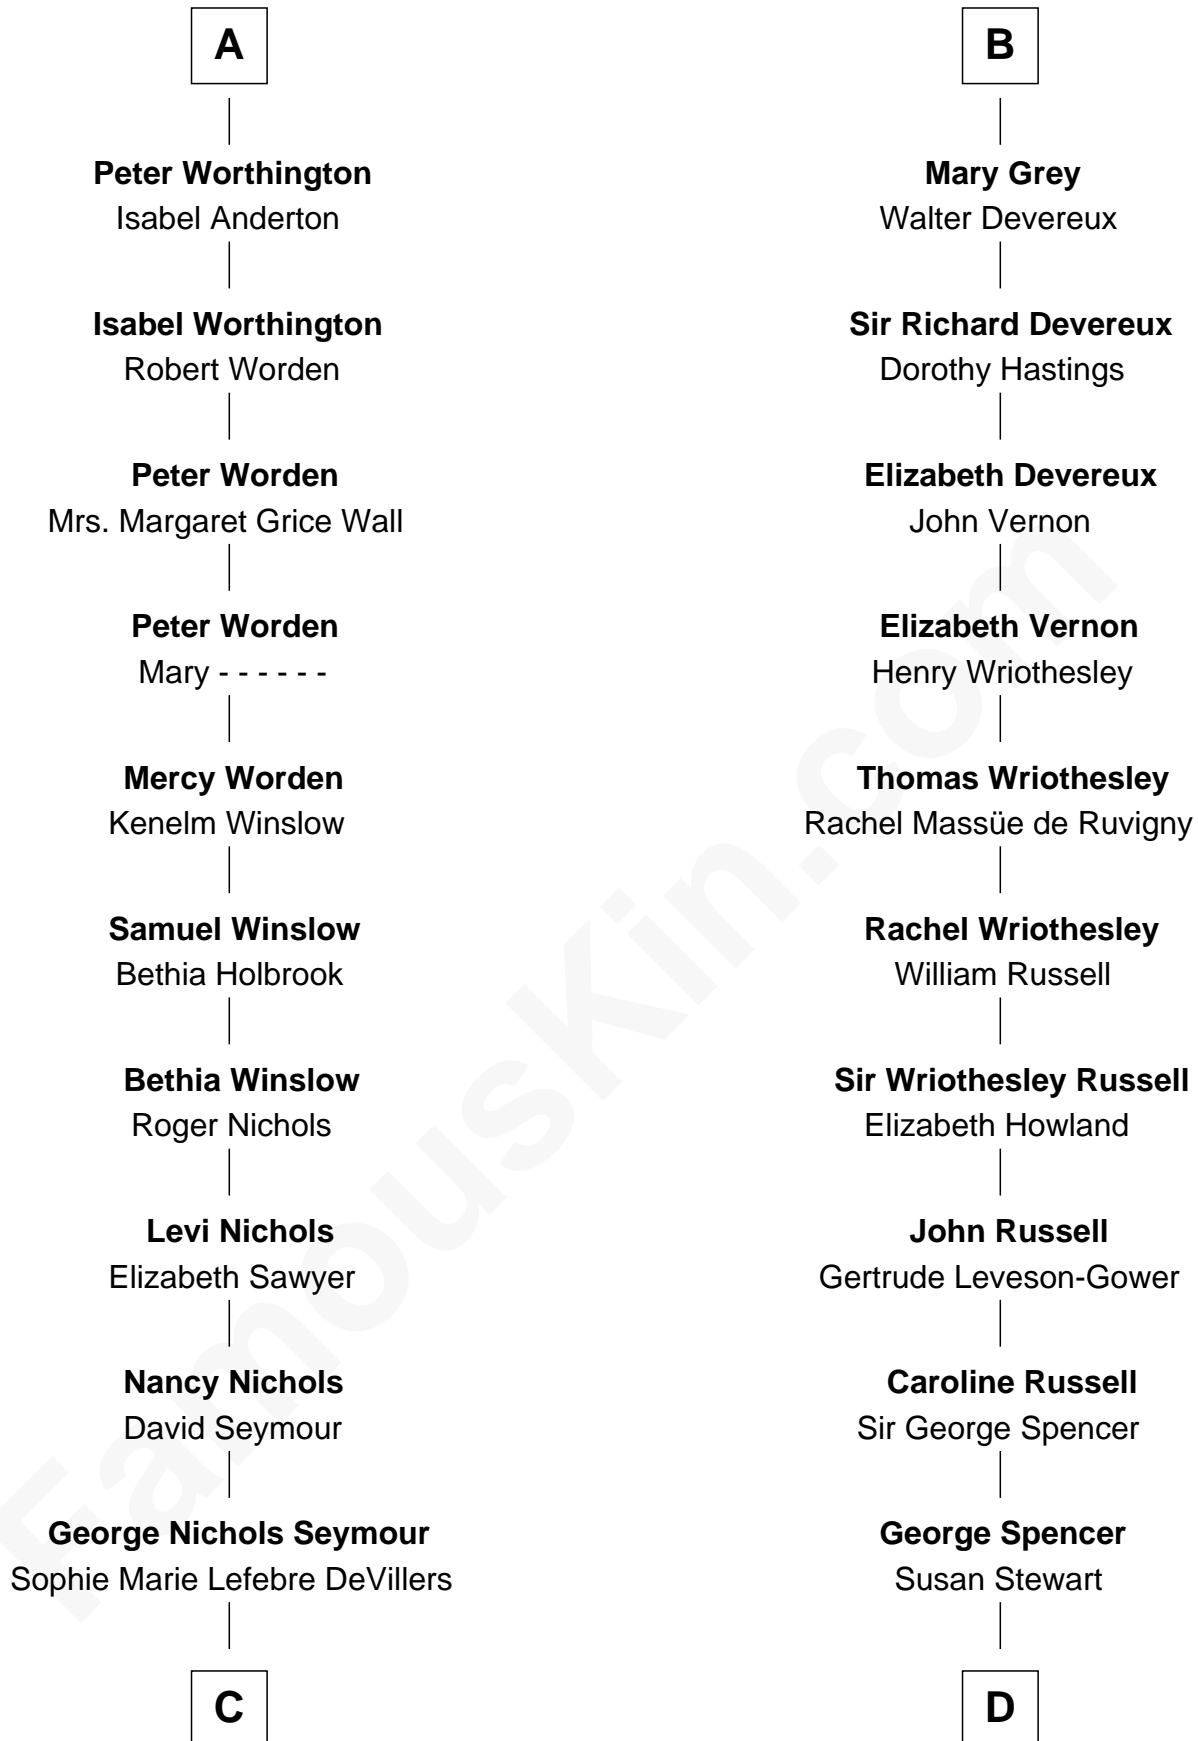 A
Peter Worthington
Isabel Anderton
Isabel Worthington
Robert Worden
Peter Worden
Mrs. Margaret Grice Wall
Peter Worden
Mary - - - - - -
Mercy Worden
Kenelm Winslow
Samuel Winslow
Bethia Holbrook
Bethia Winslow
Roger Nichols
Levi Nichols
Elizabeth Sawyer
Nancy Nichols
David Seymour
George Nichols Seymour
Sophie Marie Lefebre DeVillers
C
B
Mary Grey
Walter Devereux
Sir Richard Devereux
Dorothy Hastings
Elizabeth Devereux
John Vernon
Elizabeth Vernon
Henry Wriothesley
Thomas Wriothesley
Rachel Massüe de Ruvigny
Rachel Wriothesley
William Russell
Sir Wriothesley Russell
Elizabeth Howland
John Russell
Gertrude Leveson-Gower
Caroline Russell
Sir George Spencer
George Spencer
Susan Stewart
D
FamousKin.com